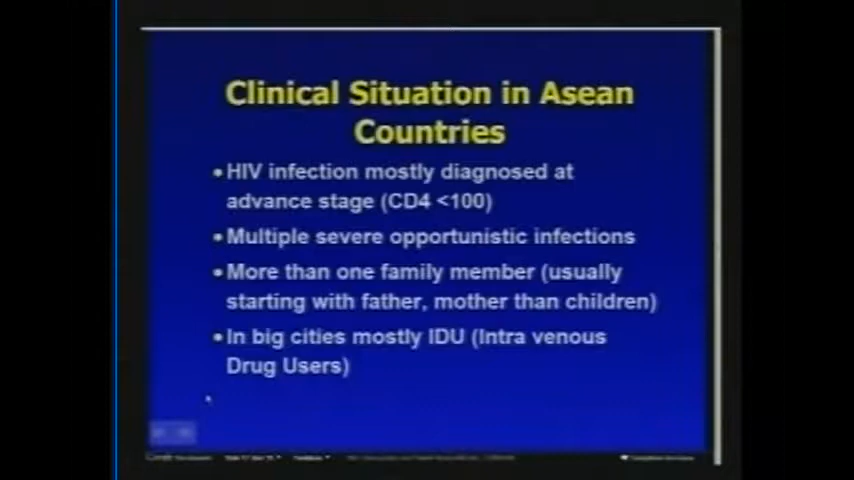 Clinical Situation in Asean
Countries
•HIV infection mostly diagnosed at
advance stage (CD4 <100)
•Multiple severe opportunistic infections
•More than one family member (usually
starting with father, mother than children)
•In big cities mostly IDU (Intra venous
Drug Users)